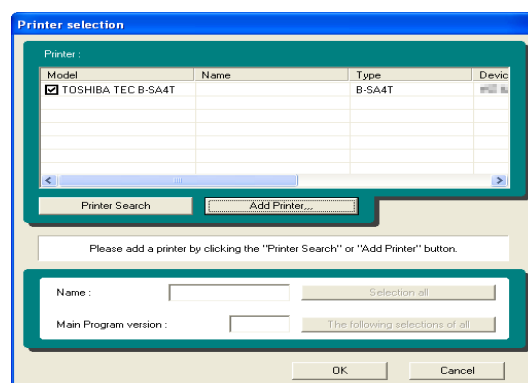 Printer selection
Printer :
Model Name Type Devic
TOSHIBA TEC B-SA4T B-SA4T
Printer Search Add Printer,,,
Please add a printer by clicking the "Printer Search" or "Add Printer" button.
Name : Selection all
Main Program version : The following selections of all
OK Cancel